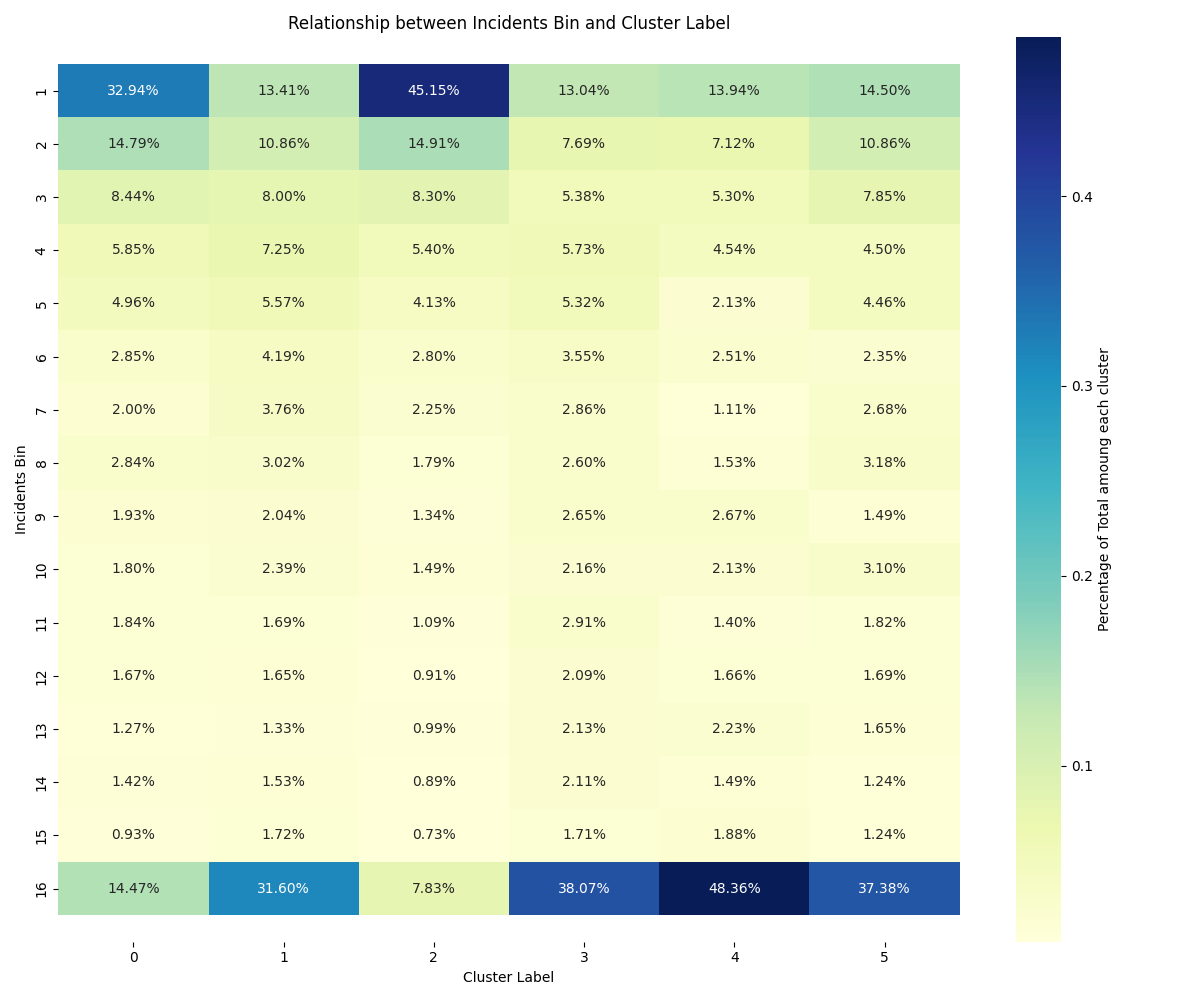 Relationship between Incidents Bin and Cluster Label
1 32.94% 13.41% 45.15% 13.04% 13.94% 14.50%
2 14.79% 10.86% 14.91% 7.69% 7.12% 10.86%
3 8.44% 8.00% 8.30% 5.38% 5.30% 7.85%
4 5.85% 7.25% 5.40% 5.73% 4.54% 4.50%
5 4.96% 5.57% 4.13% 5.32% 2.13% 4.46%
6 2.85% 4.19% 2.80% 3.55% 2.51% 2.35%
7 2.00% 3.76% 2.25% 2.86% 1.11% 2.68%
8 2.84% 3.02% 1.79% 2.60% 1.53% 3.18%
9 1.93% 2.04% 1.34% 2.65% 2.67% 1.49%
10 1.80% 2.39% 1.49% 2.16% 2.13% 3.10%
11 1.84% 1.69% 1.09% 2.91% 1.40% 1.82%
12 1.67% 1.65% 0.91% 2.09% 1.66% 1.69%
13 1.27% 1.33% 0.99% 2.13% 2.23% 1.65%
14 1.42% 1.53% 0.89% 2.11% 1.49% 1.24%
15 0.93% 1.72% 0.73% 1.71% 1.88% 1.24%
16 14.47% 31.60% 7.83% 38.07% 48.36% 37.38%
0 1 2 3 4 5
Cluster Label
Incidents Bin
0.4
0.3
0.2
0.1
Percentage of Total amoung each cluster